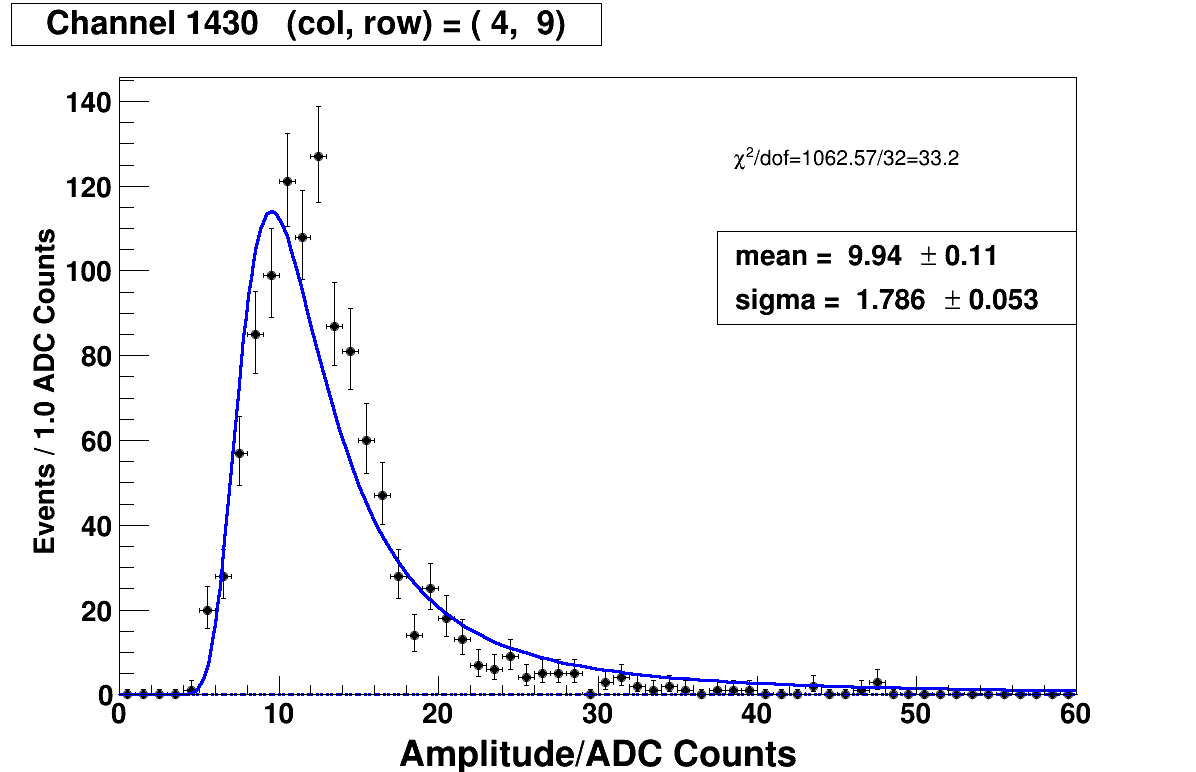 Channel 1430 (col, row) = ( 4, 9)
χ²/dof=1062.57/32=33.2
mean = 9.94 ± 0.11
sigma = 1.786 ± 0.053
Events / 1.0 ADC Counts
140
120
100
80
60
40
20
0
0 10 20 30 40 50 60
Amplitude/ADC Counts